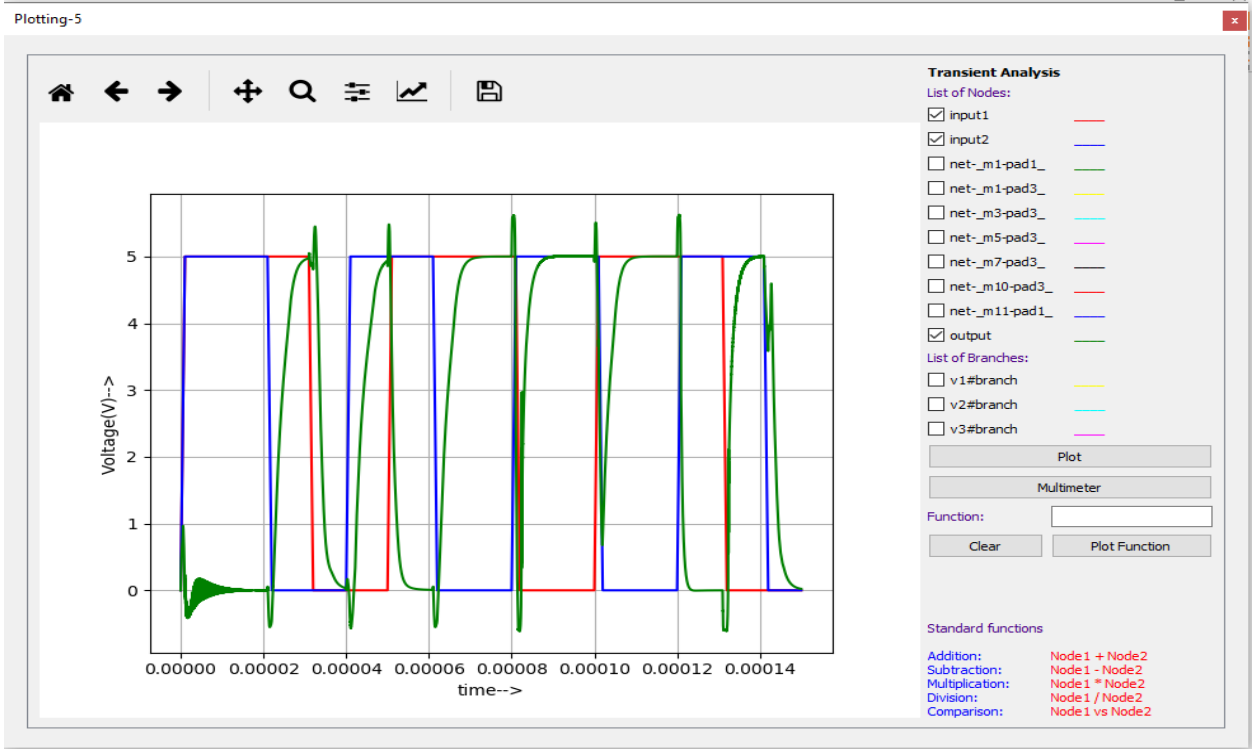 Plotting-5
Transient Analysis
List of Nodes:
input1
input2
net-_m1-pad1_
net-_m1-pad3_
net-_m3-pad3_
net-_m5-pad3_
net-_m7-pad3_
net-_m10-pad3_
net-_m11-pad1_
output
List of Branches:
v1#branch
v2#branch
v3#branch
Plot
Multimeter
Function:
Clear Plot Function
Standard functions
Addition: Node1 + Node2
Subtraction: Node1 - Node2
Multiplication: Node1 * Node2
Division: Node1 / Node2
Comparison: Node1 vs Node2
Voltage(V)-->
5
4
3
2
1
0
0.00000 0.00002 0.00004 0.00006 0.00008 0.00010 0.00012 0.00014
time-->